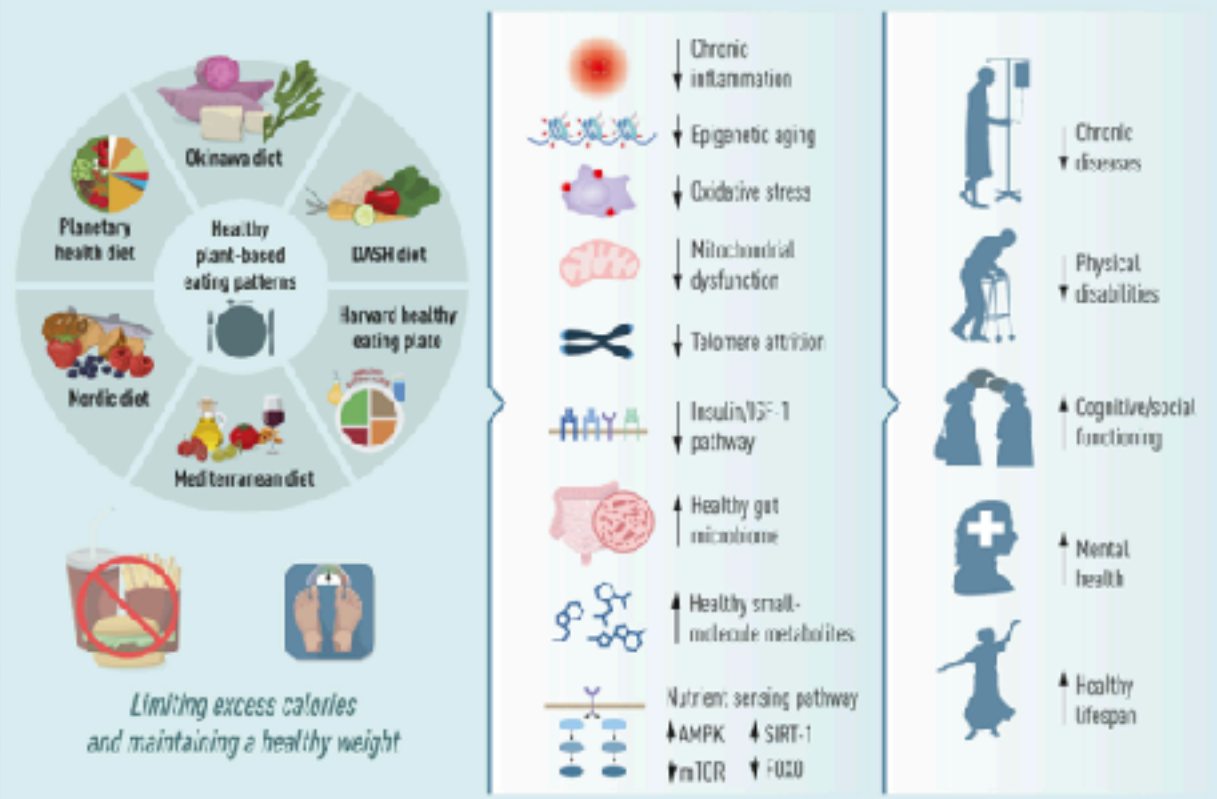 Okinawa diet
Planetary
health diet
Healthy
plant-based
eating patterns
DASH diet
Harvard healthy
eating plate
Nordic diet
Mediterranean diet
Limiting excess calories
and maintaining a healthy weight
Chronic
inflammation
Epigenetic aging
Oxidative stress
Mitochondrial
dysfunction
Telomere attrition
Insulin/IGF-1
pathway
Healthy gut
microbiome
Healthy small-
molecule metabolites
Nutrient sensing pathway
AMPK SIRT-1
mTOR FOXO
Chronic
diseases
Physical
disabilities
Cognitive/social
functioning
Mental
health
Healthy
lifespan